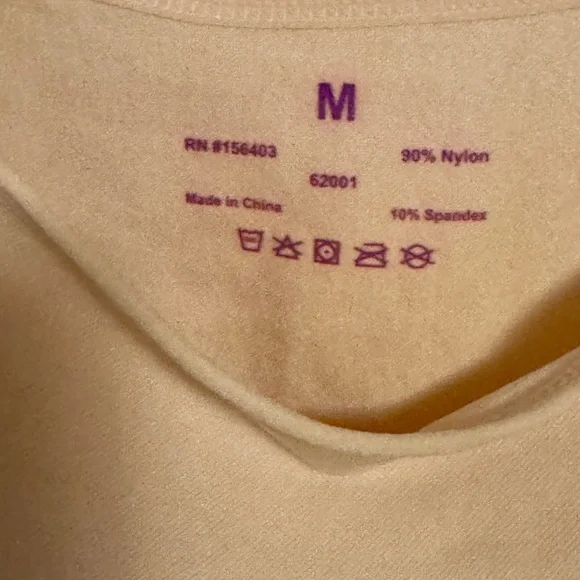 M
RN #156403
90% Nylon
62001
Made in China
10% Spandex